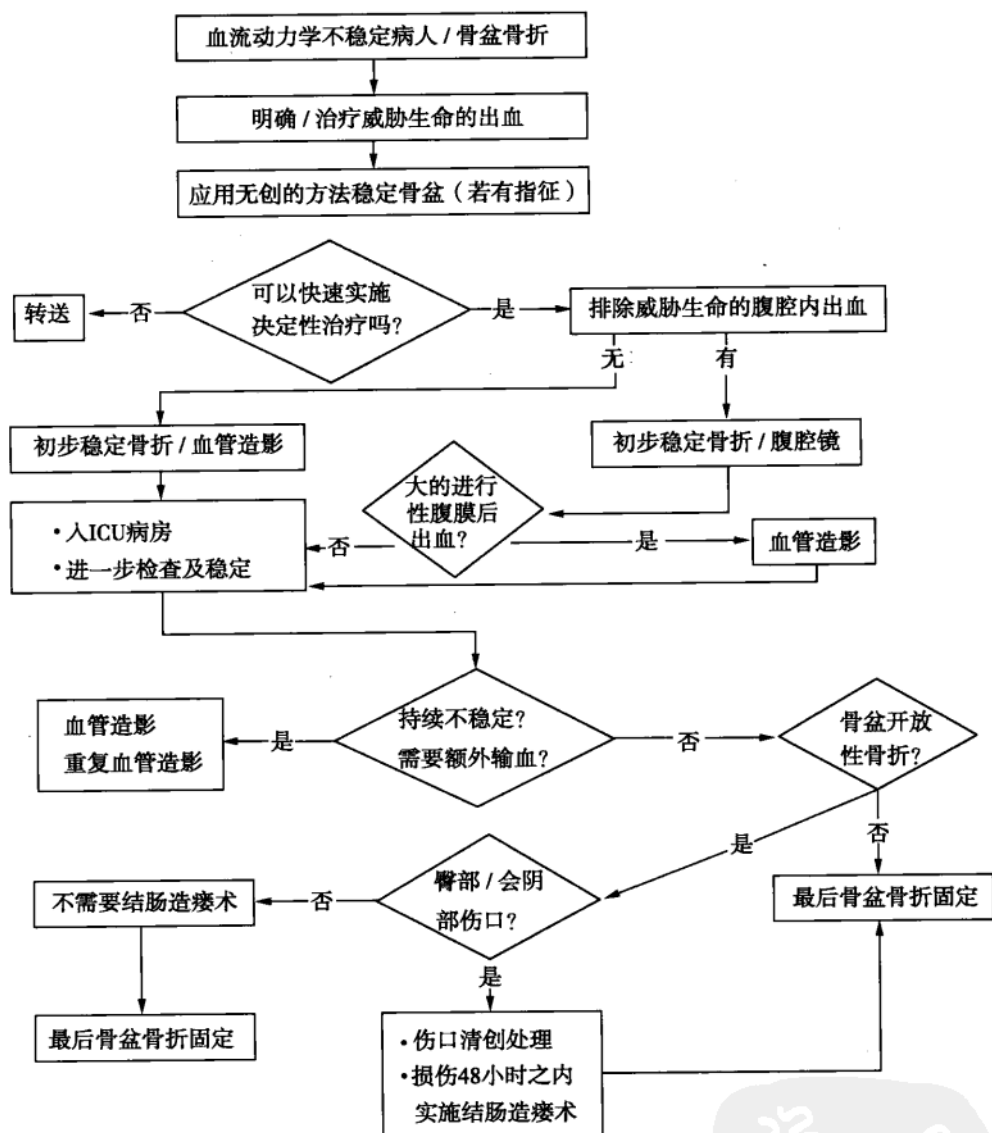 血流动力学不稳定病人 / 骨盆骨折
明确 / 治疗威胁生命的出血
应用无创的方法稳定骨盆（若有指征）
可以快速实施
决定性治疗吗?
否
转送
是
排除威胁生命的腹腔内出血
无
有
初步稳定骨折 / 血管造影
初步稳定骨折 / 腹腔镜
大的进行
性腹膜后
出血?
·入ICU病房
·进一步检查及稳定
否
是
血管造影
持续不稳定?
需要额外输血?
是
血管造影
重复血管造影
否
骨盆开放
性骨折?
是
否
臀部 / 会阴
部伤口?
否
不需要结肠造瘘术
最后骨盆骨折固定
最后骨盆骨折固定
是
·伤口清创处理
·损伤48小时之内
实施结肠造瘘术